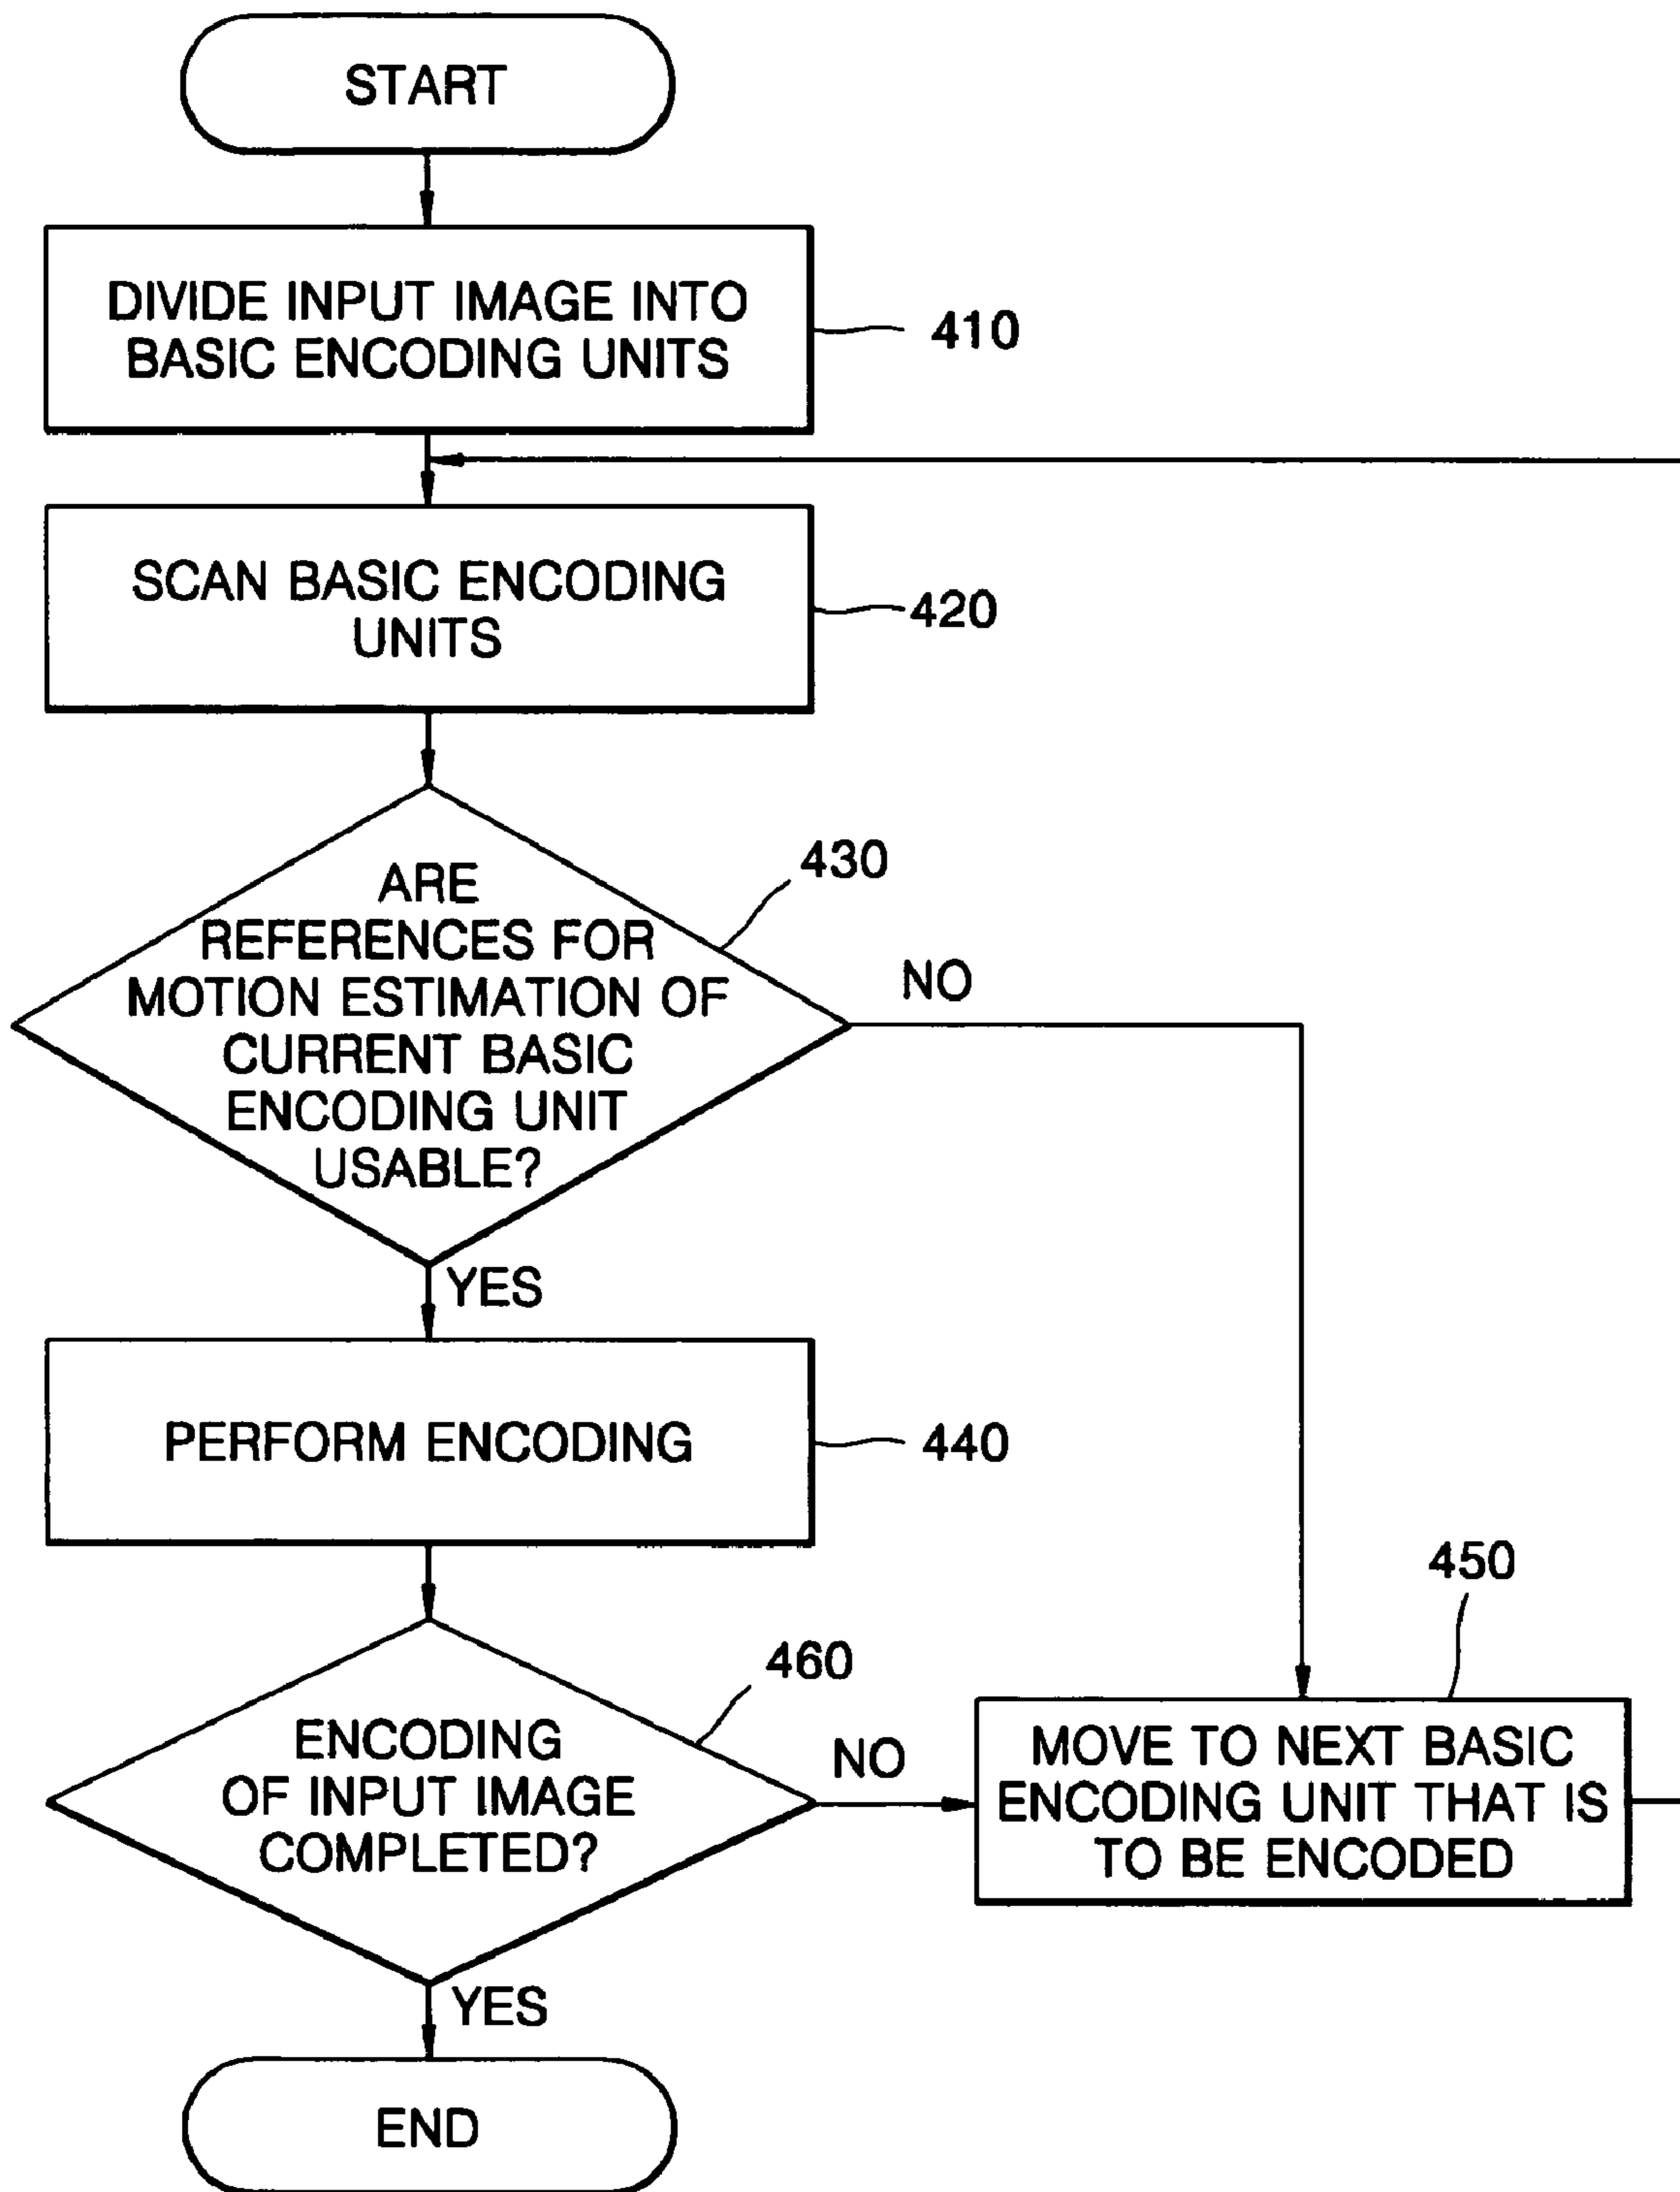 START
DIVIDE INPUT IMAGE INTO
BASIC ENCODING UNITS
410
SCAN BASIC ENCODING
UNITS
420
ARE
REFERENCES FOR
MOTION ESTIMATION OF
CURRENT BASIC
ENCODING UNIT
USABLE?
430
NO
YES
PERFORM ENCODING
440
450
460
ENCODING
OF INPUT IMAGE
COMPLETED?
NO
MOVE TO NEXT BASIC
ENCODING UNIT THAT IS
TO BE ENCODED
YES
END